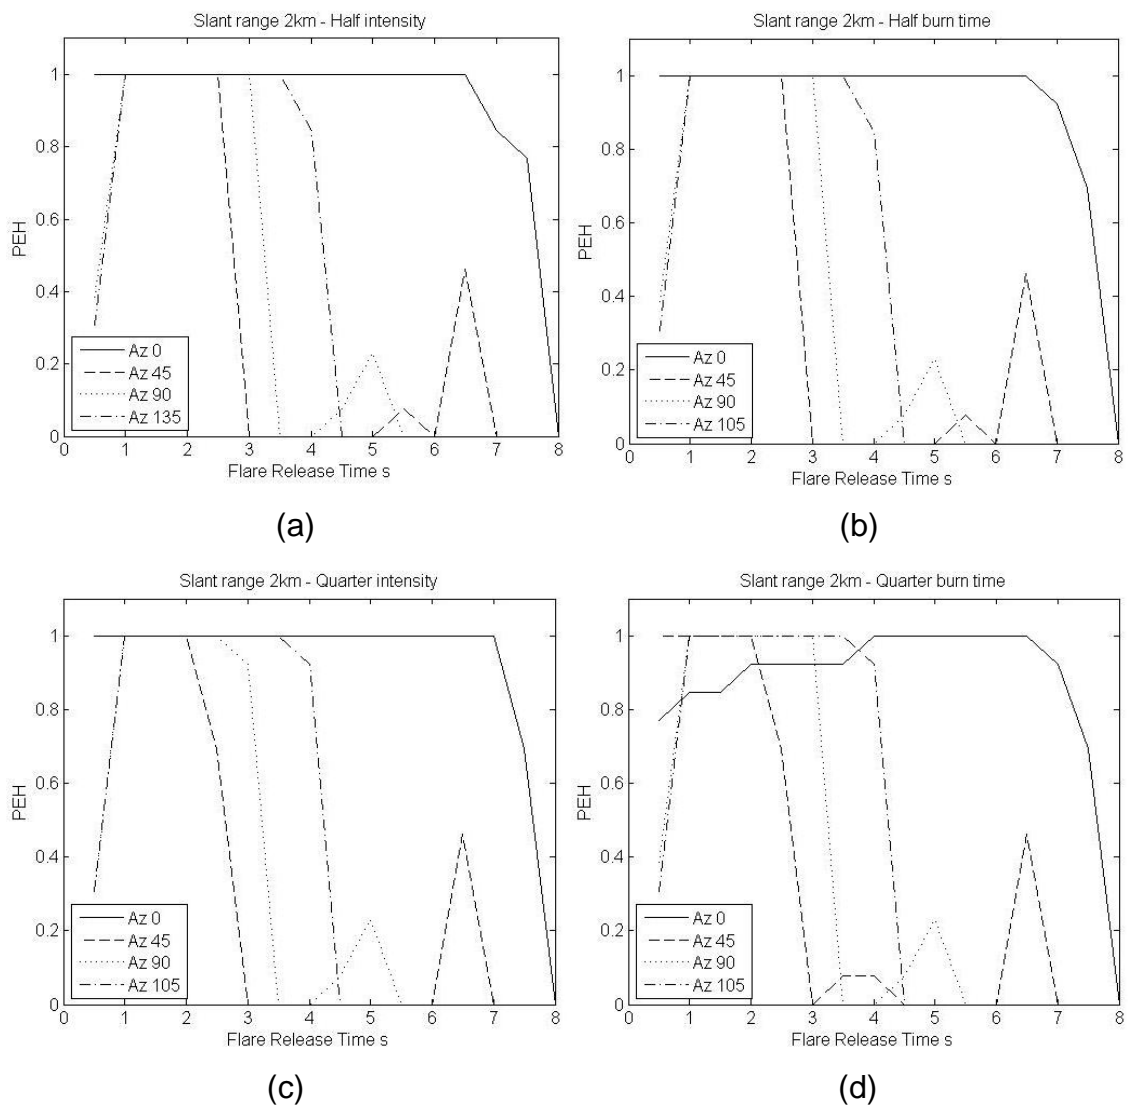 Slant range 2km - Half intensity
PEH
1
0.8
0.6
0.4
0.2
0
Az 0
Az 45
Az 90
Az 135
0 1 2 3 4 5 6 7 8
Flare Release Time s
(a)
Slant range 2km - Half burn time
PEH
1
0.8
0.6
0.4
0.2
0
Az 0
Az 45
Az 90
Az 105
0 1 2 3 4 5 6 7 8
Flare Release Time s
(b)
Slant range 2km - Quarter intensity
PEH
1
0.8
0.6
0.4
0.2
0
Az 0
Az 45
Az 90
Az 105
0 1 2 3 4 5 6 7 8
Flare Release Time s
(c)
Slant range 2km - Quarter burn time
PEH
1
0.8
0.6
0.4
0.2
0
Az 0
Az 45
Az 90
Az 105
0 1 2 3 4 5 6 7 8
Flare Release Time s
(d)